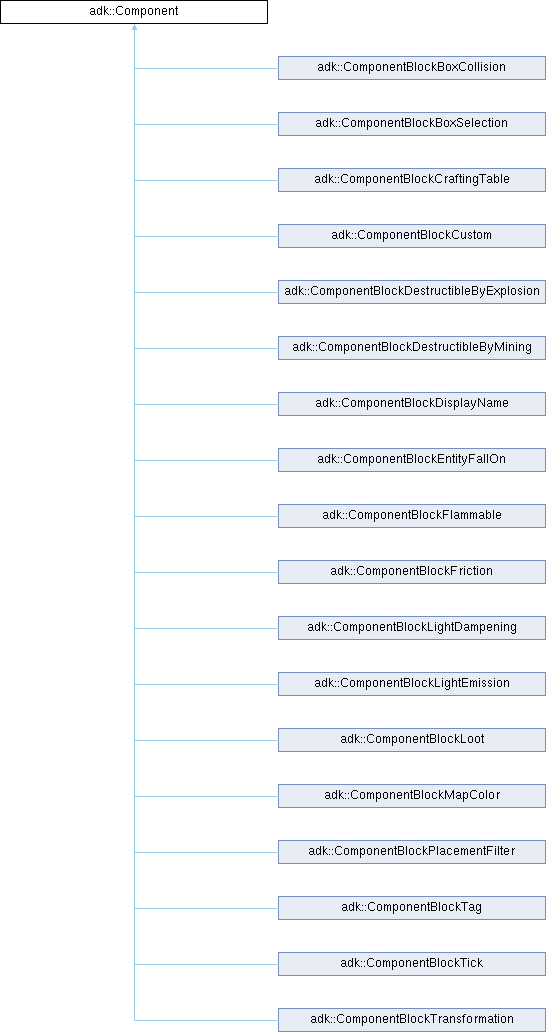 adk::Component
adk::ComponentBlockBoxCollision
adk::ComponentBlockBoxSelection
adk::ComponentBlockCraftingTable
adk::ComponentBlockCustom
adk::ComponentBlockDestructibleByExplosion
adk::ComponentBlockDestructibleByMining
adk::ComponentBlockDisplayName
adk::ComponentBlockEntityFallOn
adk::ComponentBlockFlammable
adk::ComponentBlockFriction
adk::ComponentBlockLightDampening
adk::ComponentBlockLightEmission
adk::ComponentBlockLoot
adk::ComponentBlockMapColor
adk::ComponentBlockPlacementFilter
adk::ComponentBlockTag
adk::ComponentBlockTick
adk::ComponentBlockTransformation